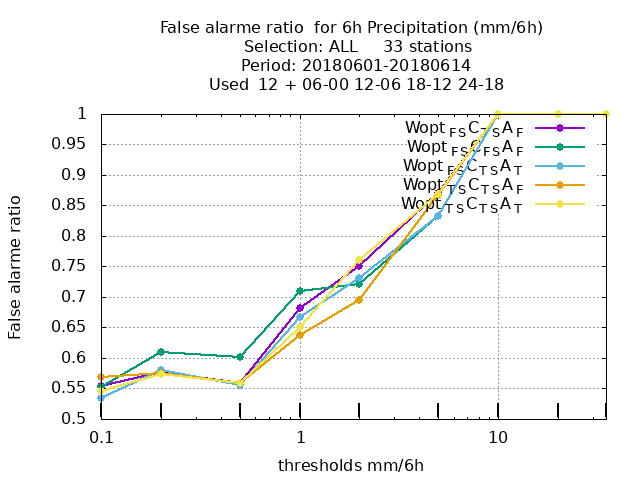 False alarme ratio  for 6h Precipitation (mm/6h)
Selection: ALL     33 stations
Period: 20180601-20180614
Used  12 + 06-00 12-06 18-12 24-18
False alarme ratio
1
0.95
0.9
0.85
0.8
0.75
0.7
0.65
0.6
0.55
0.5
Wopt FS C TS A F
Wopt FS C FS A F
Wopt FS C TS A T
Wopt TS C TS A F
Wopt TS C TS A T
0.1 1 10
thresholds mm/6h